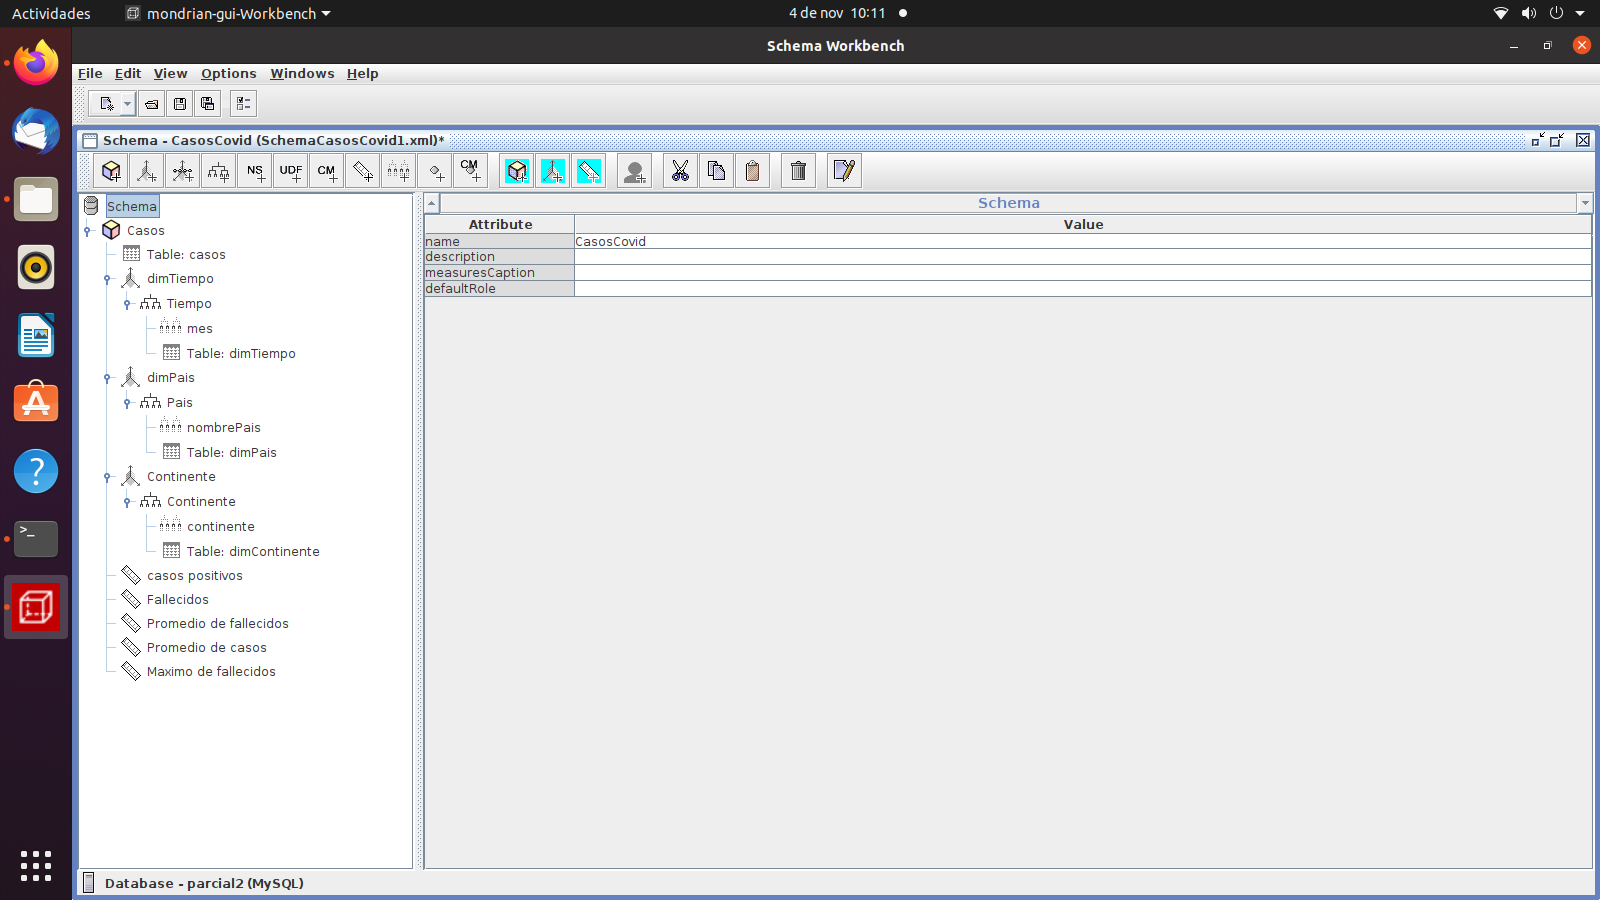 Actividades
mondrian-gui-Workbench
4 de nov 10:11
Schema Workbench
File Edit View Options Windows Help
Schema - CasosCovid (SchemaCasosCovid1.xml)*
NS UDF CM CM
Schema
Casos
Table: casos
dimTiempo
Tiempo
mes
Table: dimTiempo
dimPais
Pais
nombrePais
Table: dimPais
Continente
Continente
continente
Table: dimContinente
casos positivos
Fallecidos
Promedio de fallecidos
Promedio de casos
Maximo de fallecidos
Schema
Attribute Value
name CasosCovid
description
measuresCaption
defaultRole
Database - parcial2 (MySQL)